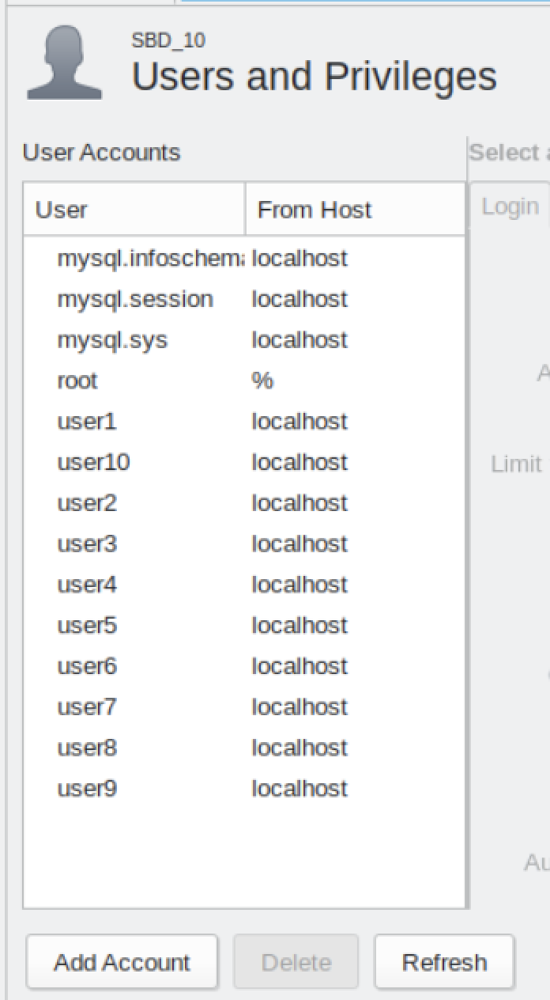 SBD_10
Users and Privileges
User Accounts
Select
User From Host
mysql.infoschema localhost
mysql.session localhost
mysql.sys localhost
root %
user1 localhost
user10 localhost
user2 localhost
user3 localhost
user4 localhost
user5 localhost
user6 localhost
user7 localhost
user8 localhost
user9 localhost
Login
Limit
Add Account Delete Refresh